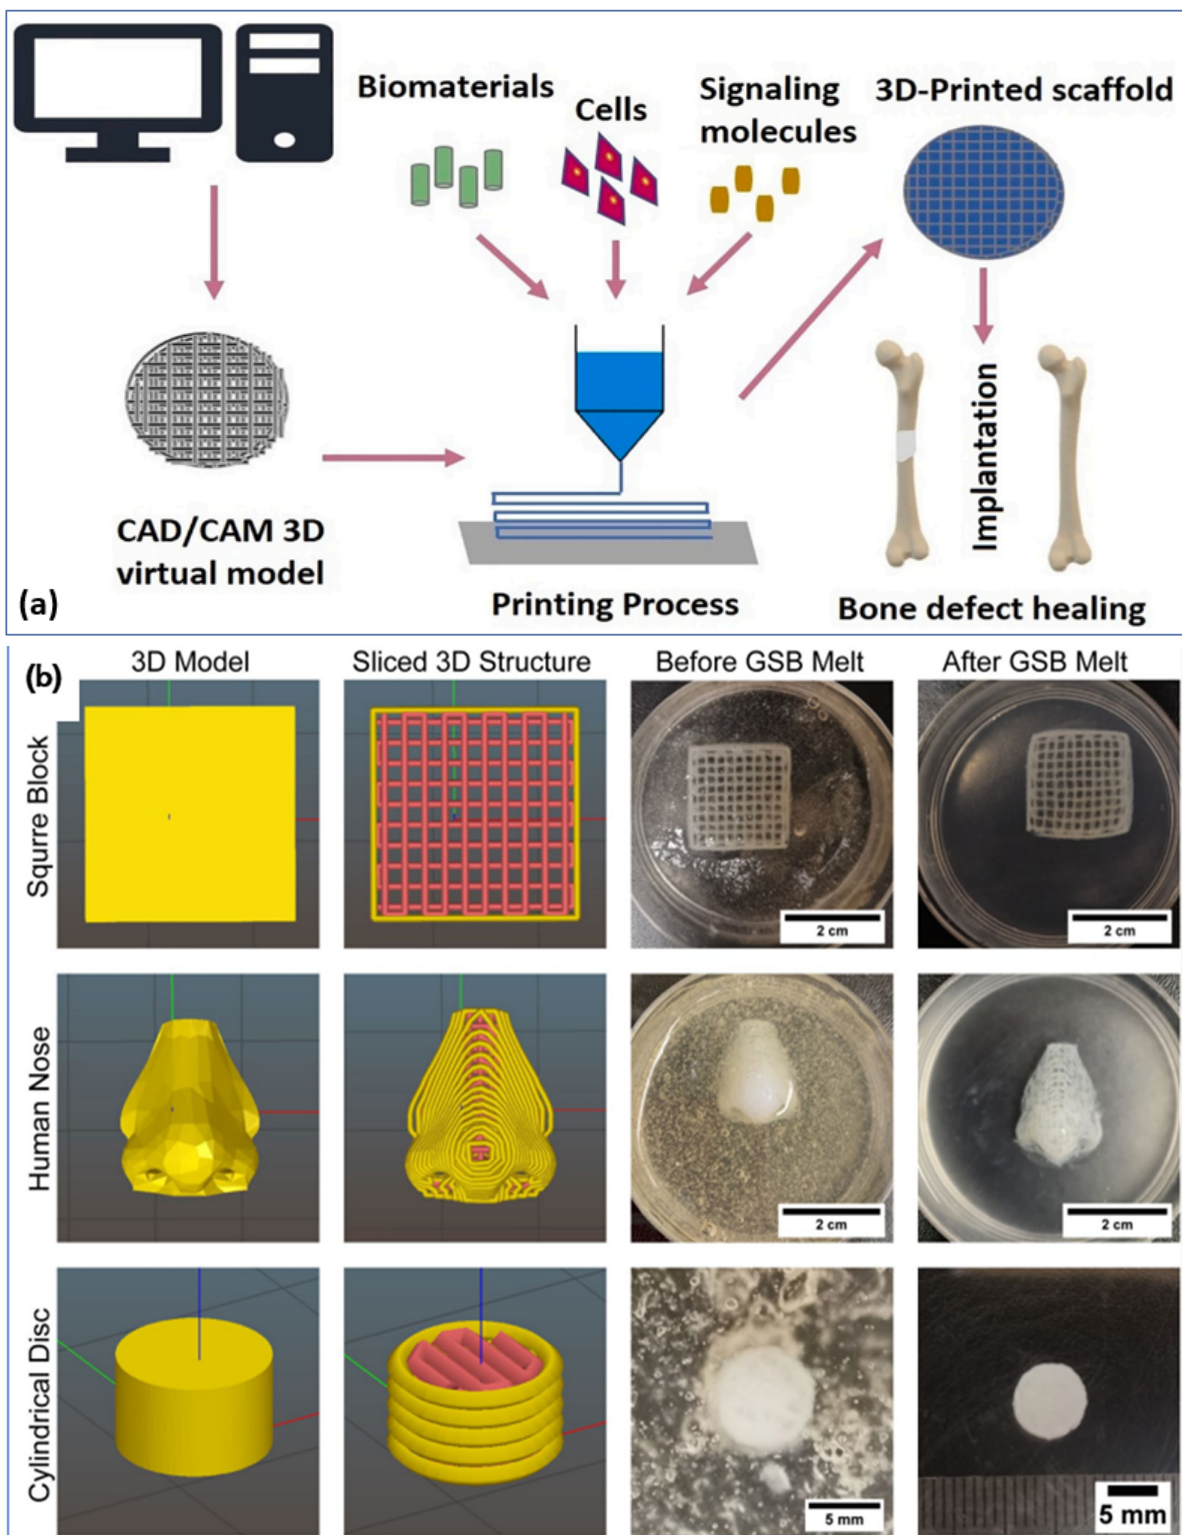 Biomaterials
Cells
Signaling
molecules
3D-Printed scaffold
CAD/CAM 3D
virtual model
Printing Process
Implantation
Bone defect healing
(a)
(b)
3D Model
Sliced 3D Structure
Before GSB Melt
After GSB Melt
Squrre Block
2 cm
2 cm
Human Nose
2 cm
2 cm
Cylindrical Disc
5 mm
5 mm